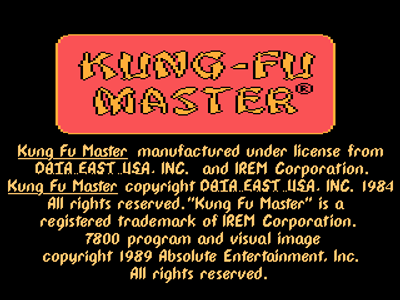 KUNG-FU
MASTER®
Kung Fu Master manufactured under license from
DATA EAST USA, INC. and IREM Corporation.
Kung Fu Master copyright DATA EAST USA, INC. 1984
All rights reserved. "Kung Fu Master" is a
registered trademark of IREM Corporation.
7800 program and visual image
copyright 1989 Absolute Entertainment, Inc.
All rights reserved.